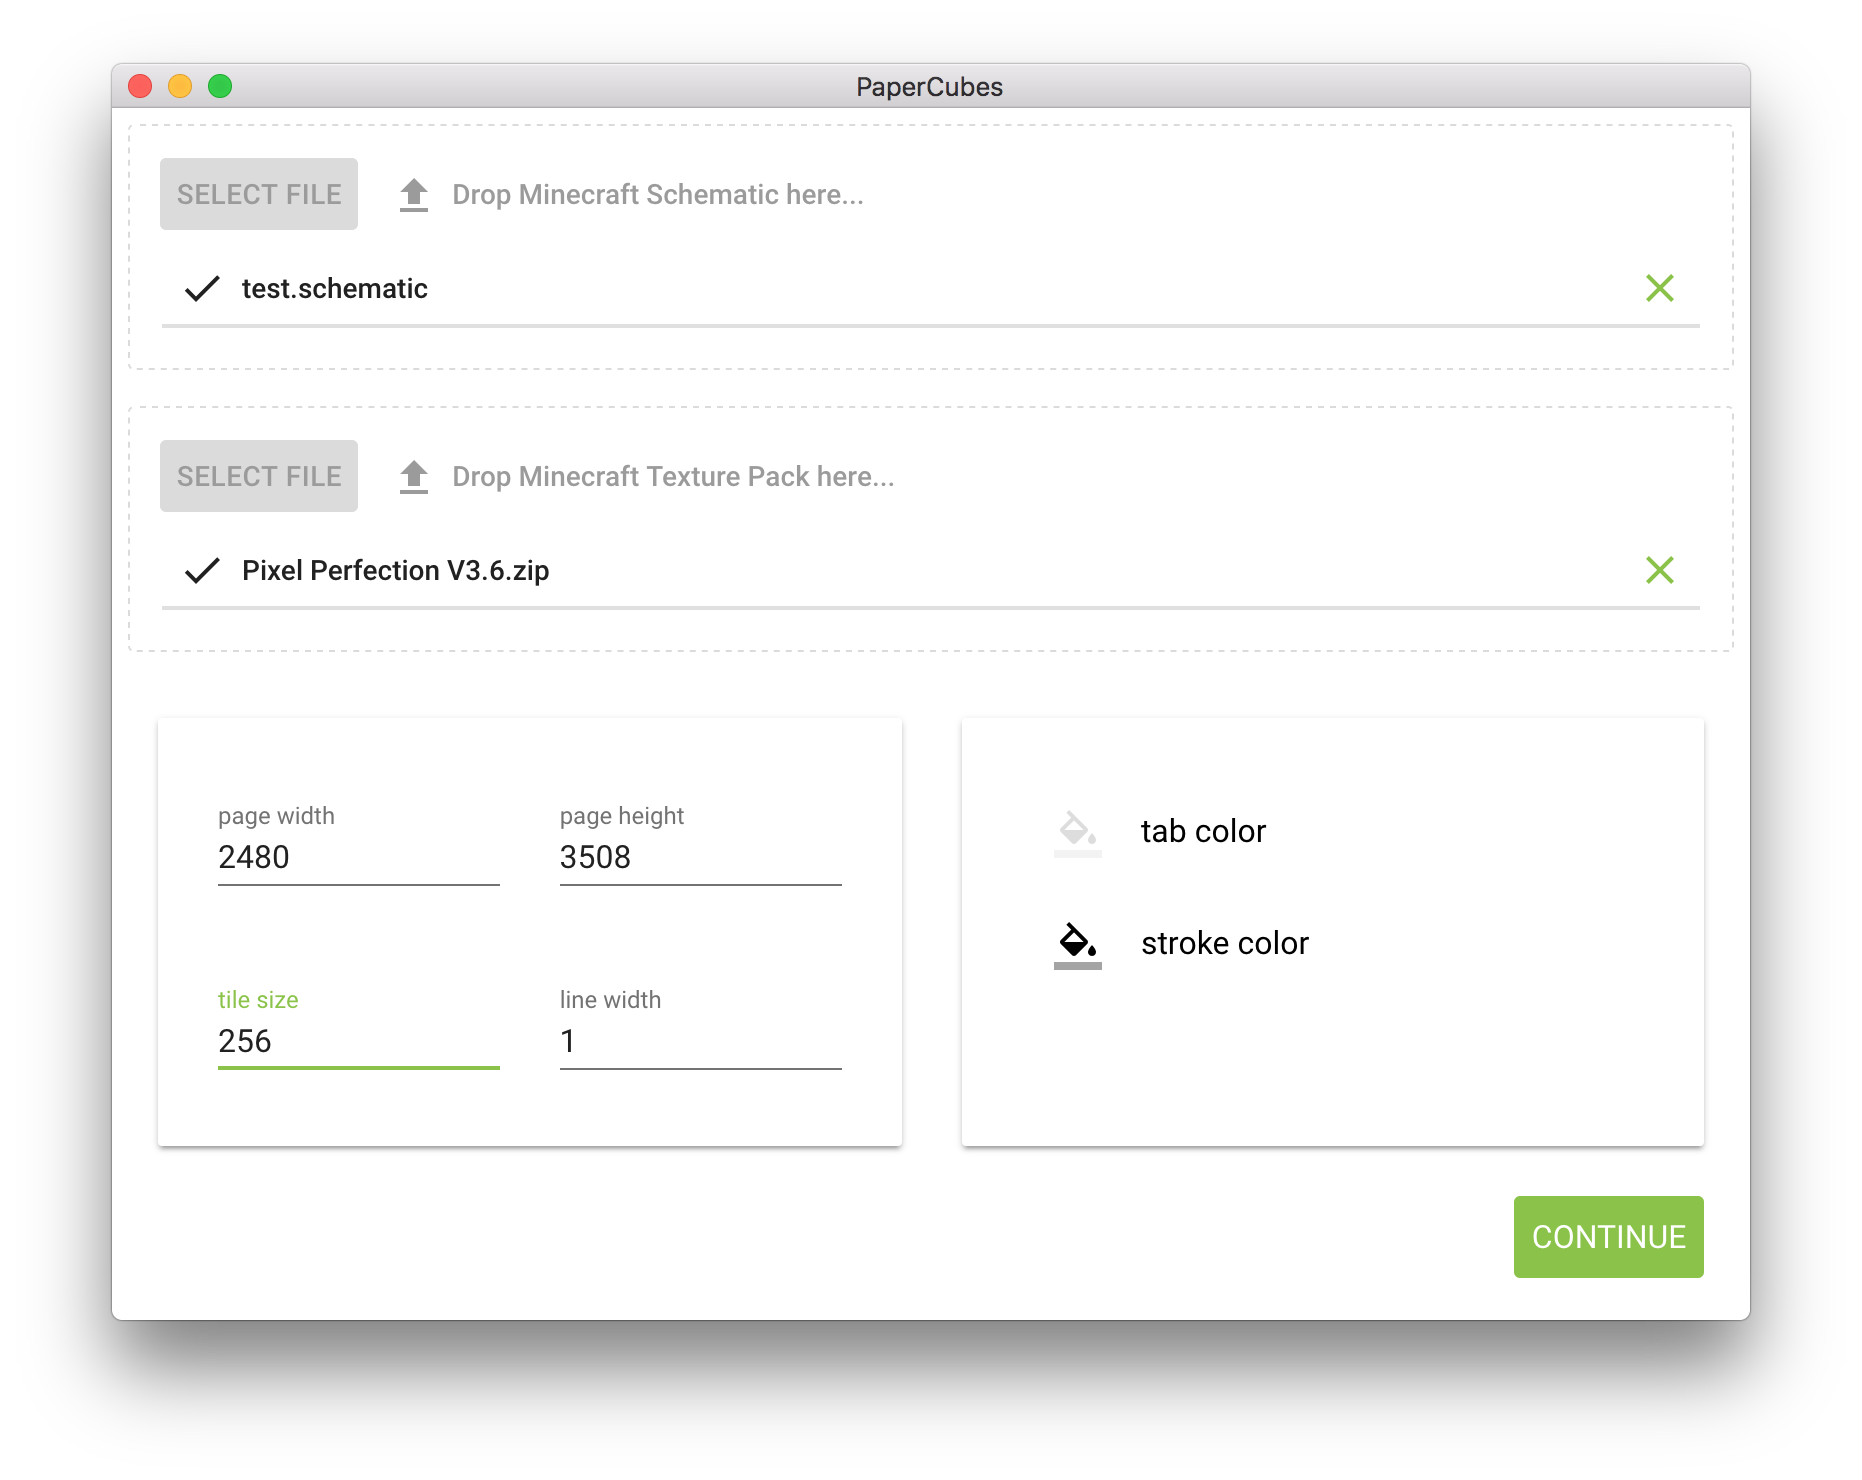 PaperCubes
SELECT FILE
Drop Minecraft Schematic here...
test.schematic
SELECT FILE
Drop Minecraft Texture Pack here...
Pixel Perfection V3.6.zip
page width
2480
page height
3508
tile size
256
line width
1
tab color
stroke color
CONTINUE